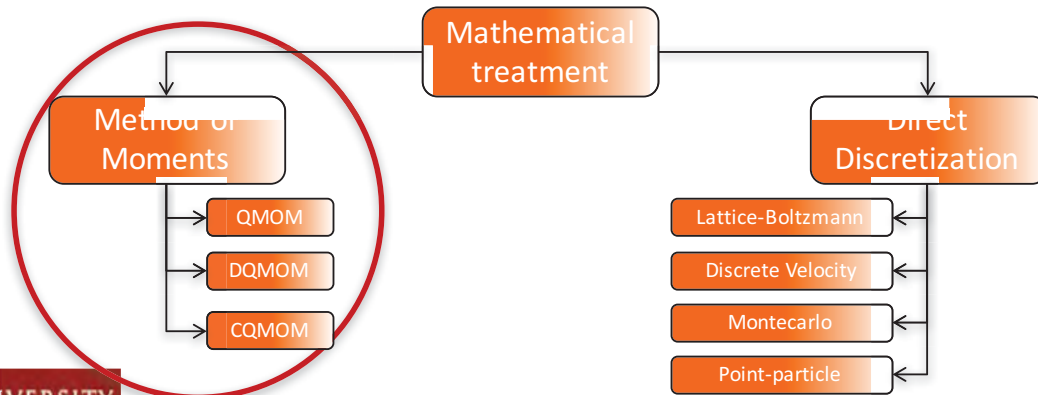 Mathematical
treatment
Method of
Moments
QMOM
DQMOM
CQMOM
Direct
Discretization
Lattice-Boltzmann
Discrete Velocity
Montecarlo
Point-particle